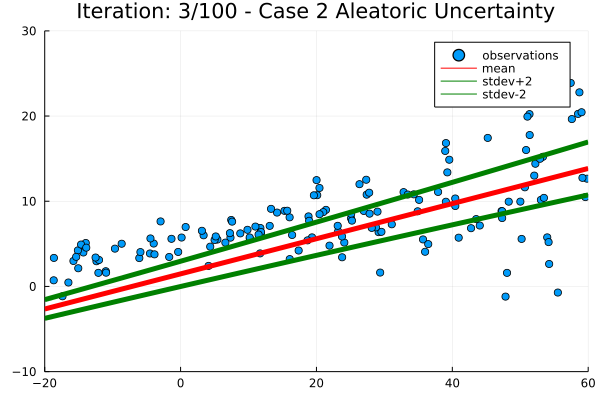 Iteration: 3/100 - Case 2 Aleatoric Uncertainty
30
observations
mean
stdev+2
stdev-2
20
10
0
−10
−20 0 20 40 60